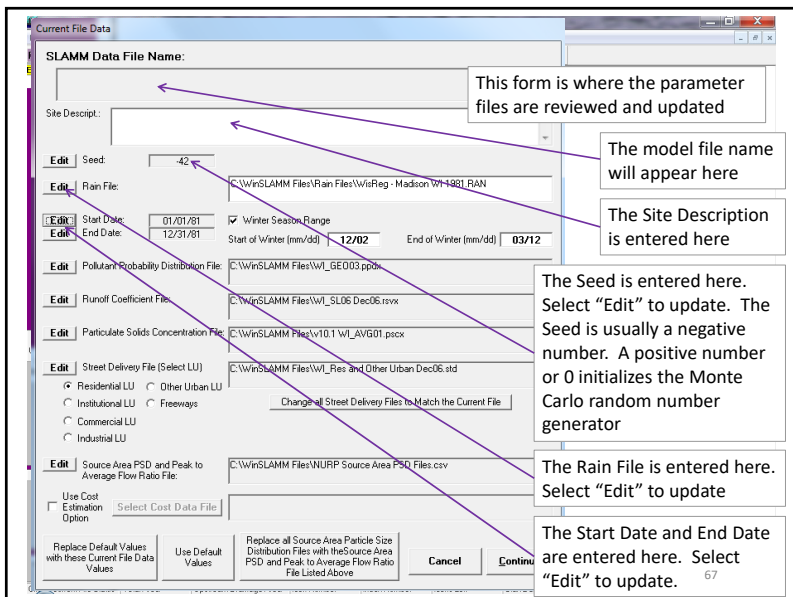 Current File Data
SLAMM Data File Name:
This form is where the parameter
files are reviewed and updated
Site Descript.:
The model file name
will appear here
Edit Seed: -42
Edit Rain File: C:\WinSLAMM Files\Rain Files\WisReg - Madison WI 1981.RAN
The Site Description
is entered here
Edit Start Date: 01/01/81 Winter Season Range
Edit End Date: 12/31/81 Start of Winter (mm/dd) 12/02 End of Winter (mm/dd) 03/12
Edit Pollutant Probability Distribution File: C:\WinSLAMM Files\WI_GEO03.ppdx
The Seed is entered here.
Select “Edit” to update. The
Seed is usually a negative
number. A positive number
or 0 initializes the Monte
Carlo random number
generator
Edit Runoff Coefficient File: C:\WinSLAMM Files\WI_SL06 Dec06.rsvx
Edit Particulate Solids Concentration File: C:\WinSLAMM Files\v10.1 WI_AVG01.pscx
Edit Street Delivery File (Select LU) C:\WinSLAMM Files\WI_Res and Other Urban Dec06.std
Residential LU Other Urban LU
Institutional LU Freeways Change all Street Delivery Files to Match the Current File
Commercial LU
Industrial LU
The Rain File is entered here.
Select “Edit” to update
Edit Source Area PSD and Peak to
Average Flow Ratio File: C:\WinSLAMM Files\NURP Source Area PSD Files.csv
Use Cost
Estimation
Option
Select Cost Data File
The Start Date and End Date
are entered here. Select
“Edit” to update.
Replace Default Values
with these Current File Data
Values
Use Default
Values
Replace all Source Area Particle Size
Distribution Files with theSource Area
PSD and Peak to Average Flow Ratio
File Listed Above
Cancel
Continu
67